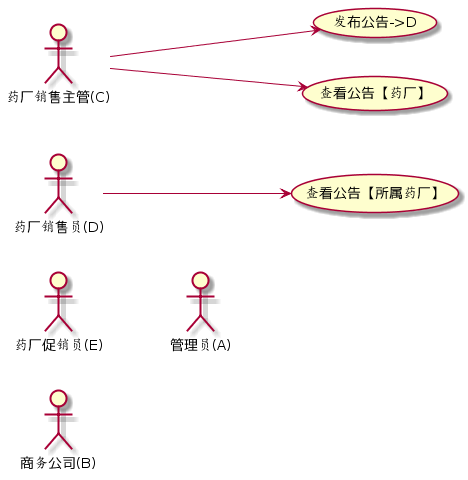 发布公告->D
查看公告【药厂】
药厂销售主管(C)
查看公告【所属药厂】
药厂销售员(D)
药厂促销员(E)
管理员(A)
商务公司(B)